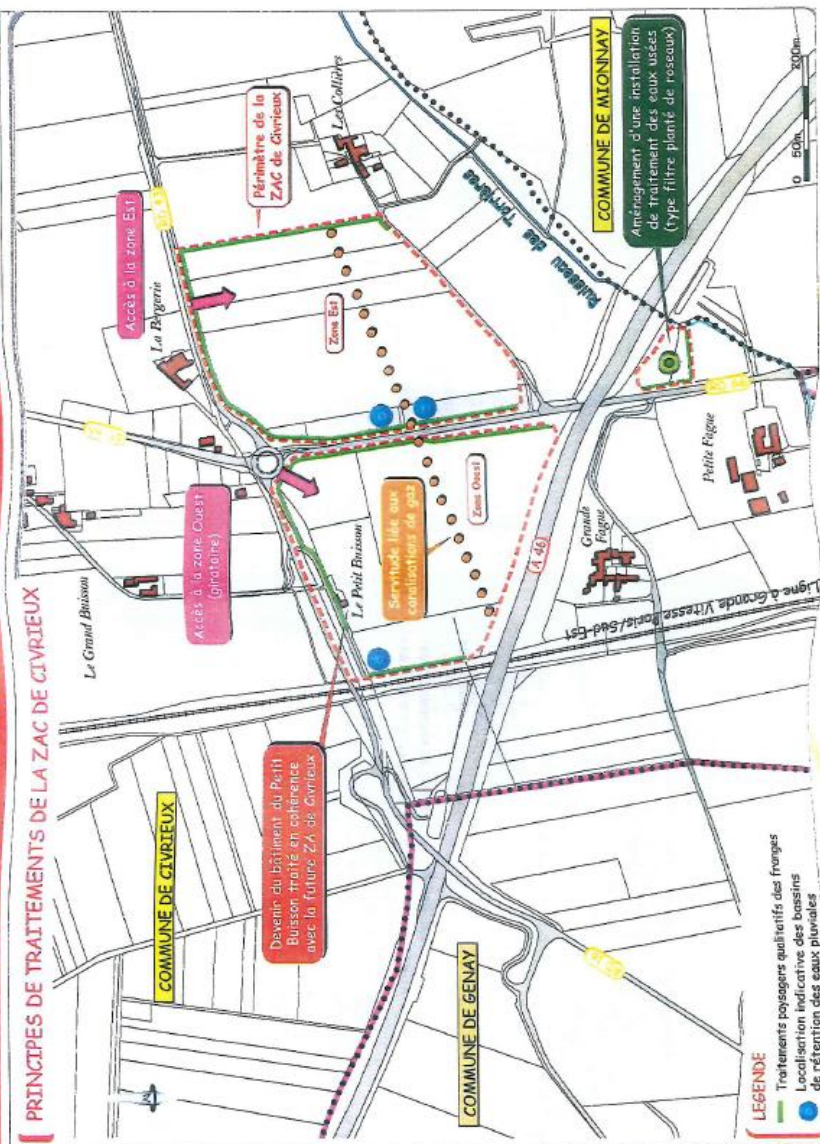 PRINCIPES DE TRAITEMENTS DE LA ZAC DE CIVRIEUX
COMMUNE DE CIVRIEUX
Le Grand Buisson
Accès à la zone Ouest
(giratoire)
La Bergerie
Accès à la zone Est
Périmètre de la
ZAC de Civrieux
Les Collières
Devenir du bâtiment du Petit
Buisson traité en cohérence
avec la future ZA de Civrieux
Le Petit Buisson
Servitude liée aux
canalisations de gaz
Zone Est
Zone Ouest
Ruisseau des
A 46
COMMUNE DE GENAY
Grande
Fague
Petite Fague
Ligne à Grande Vitesse Paris/Sud-Est
COMMUNE DE MIONNAY
Aménagement d'une installation
de traitement des eaux usées
(type filtre planté de roseaux)
0 50m 200m
LEGENDE
Traitements paysagers qualitatifs des franges
Localisation indicative des bassins
de rétention des eaux pluviales